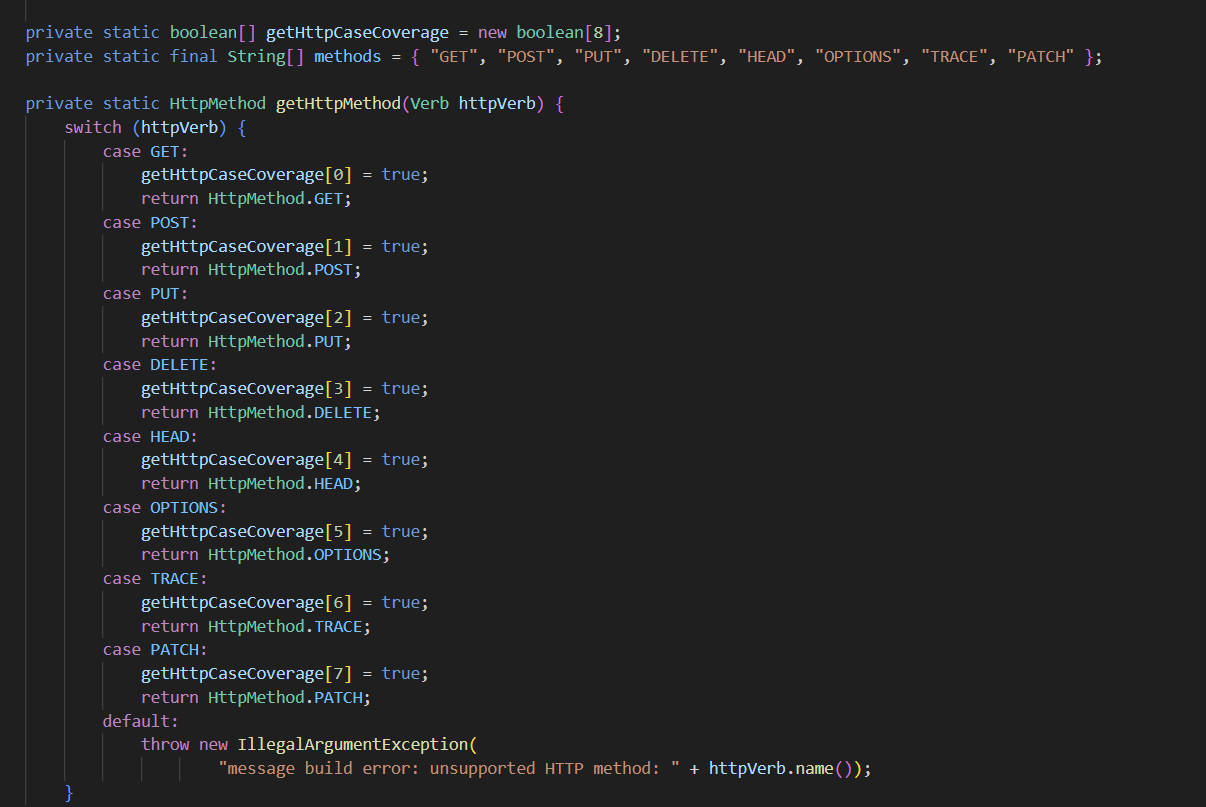 private static boolean[] getHttpCaseCoverage = new boolean[8];
private static final String[] methods = { "GET", "POST", "PUT", "DELETE", "HEAD", "OPTIONS", "TRACE", "PATCH" };
private static HttpMethod getHttpMethod(Verb httpVerb) {
switch (httpVerb) {
case GET:
getHttpCaseCoverage[0] = true;
return HttpMethod.GET;
case POST:
getHttpCaseCoverage[1] = true;
return HttpMethod.POST;
case PUT:
getHttpCaseCoverage[2] = true;
return HttpMethod.PUT;
case DELETE:
getHttpCaseCoverage[3] = true;
return HttpMethod.DELETE;
case HEAD:
getHttpCaseCoverage[4] = true;
return HttpMethod.HEAD;
case OPTIONS:
getHttpCaseCoverage[5] = true;
return HttpMethod.OPTIONS;
case TRACE:
getHttpCaseCoverage[6] = true;
return HttpMethod.TRACE;
case PATCH:
getHttpCaseCoverage[7] = true;
return HttpMethod.PATCH;
default:
throw new IllegalArgumentException(
"message build error: unsupported HTTP method: " + httpVerb.name());
}